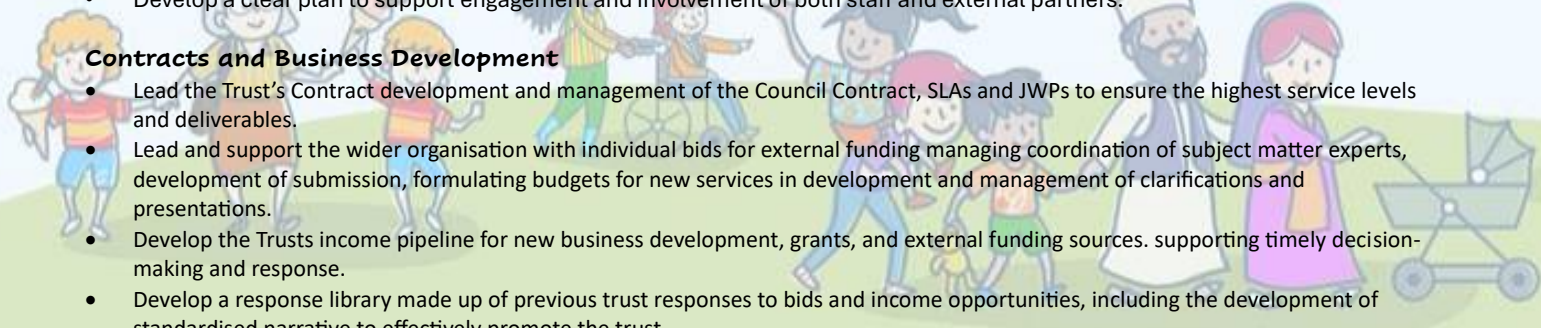 • Develop a clear plan to support engagement and involvement of both staff and external partners.
Contracts and Business Development
• Lead the Trust’s Contract development and management of the Council Contract, SLAs and JWPs to ensure the highest service levels
and deliverables.
• Lead and support the wider organisation with individual bids for external funding managing coordination of subject matter experts,
development of submission, formulating budgets for new services in development and management of clarifications and
presentations.
• Develop the Trusts income pipeline for new business development, grants, and external funding sources. supporting timely decision-
making and response.
• Develop a response library made up of previous trust responses to bids and income opportunities, including the development of
standardised narrative to effectively promote the trust